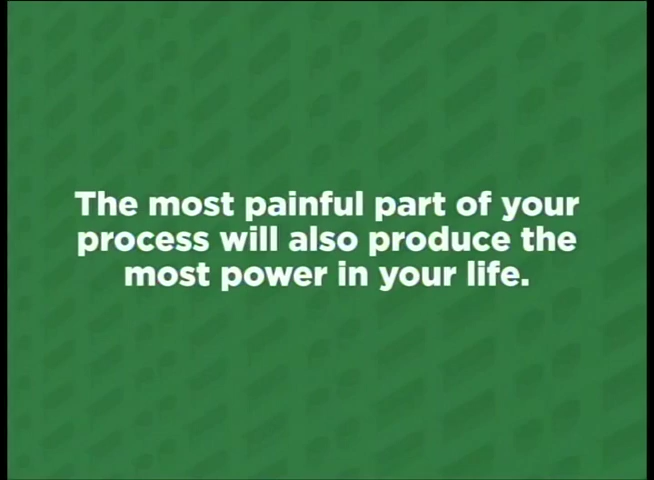 The most painful part of your
process will also produce the
most power in your life.